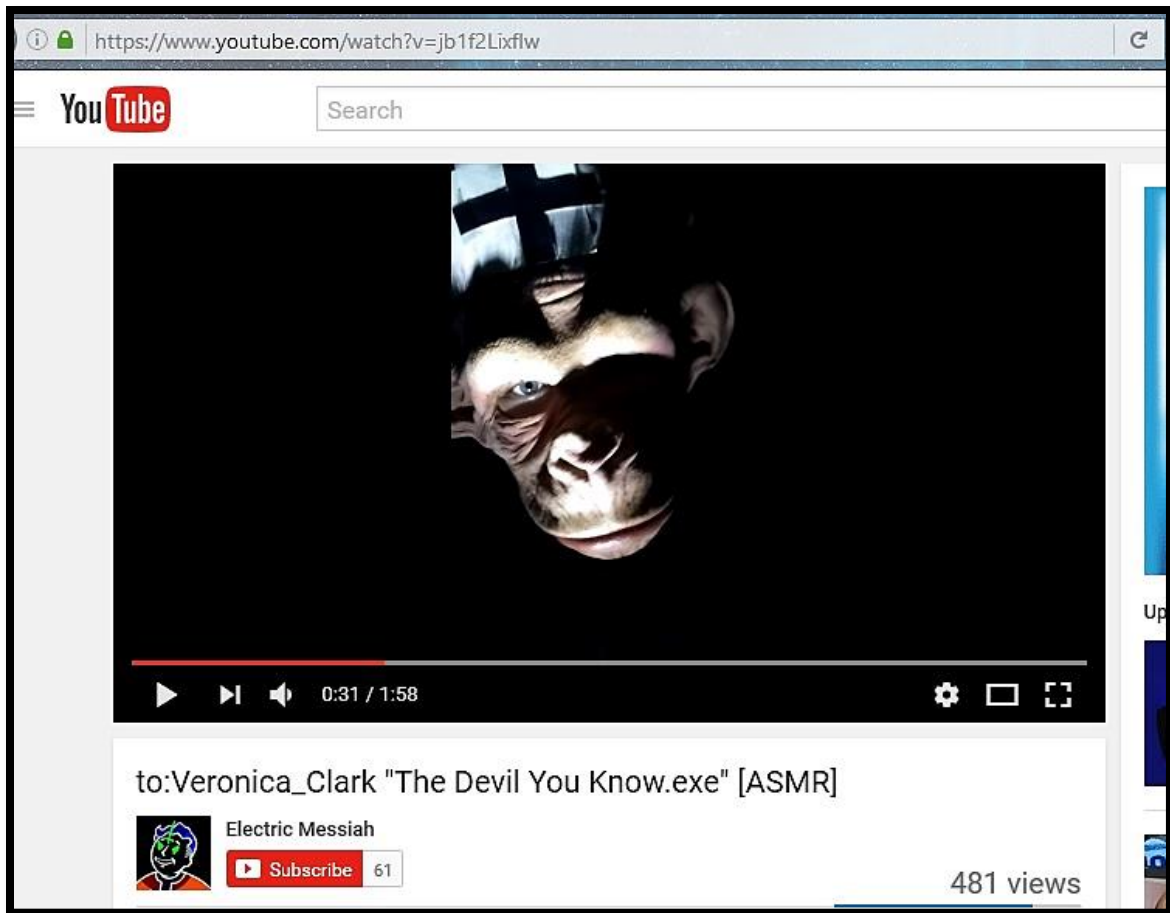 https://www.youtube.com/watch?v=jb1f2Lixflw
YouTube
Search
0:31 / 1:58
Up
to:Veronica_Clark "The Devil You Know.exe" [ASMR]
Electric Messiah
Subscribe 61
481 views